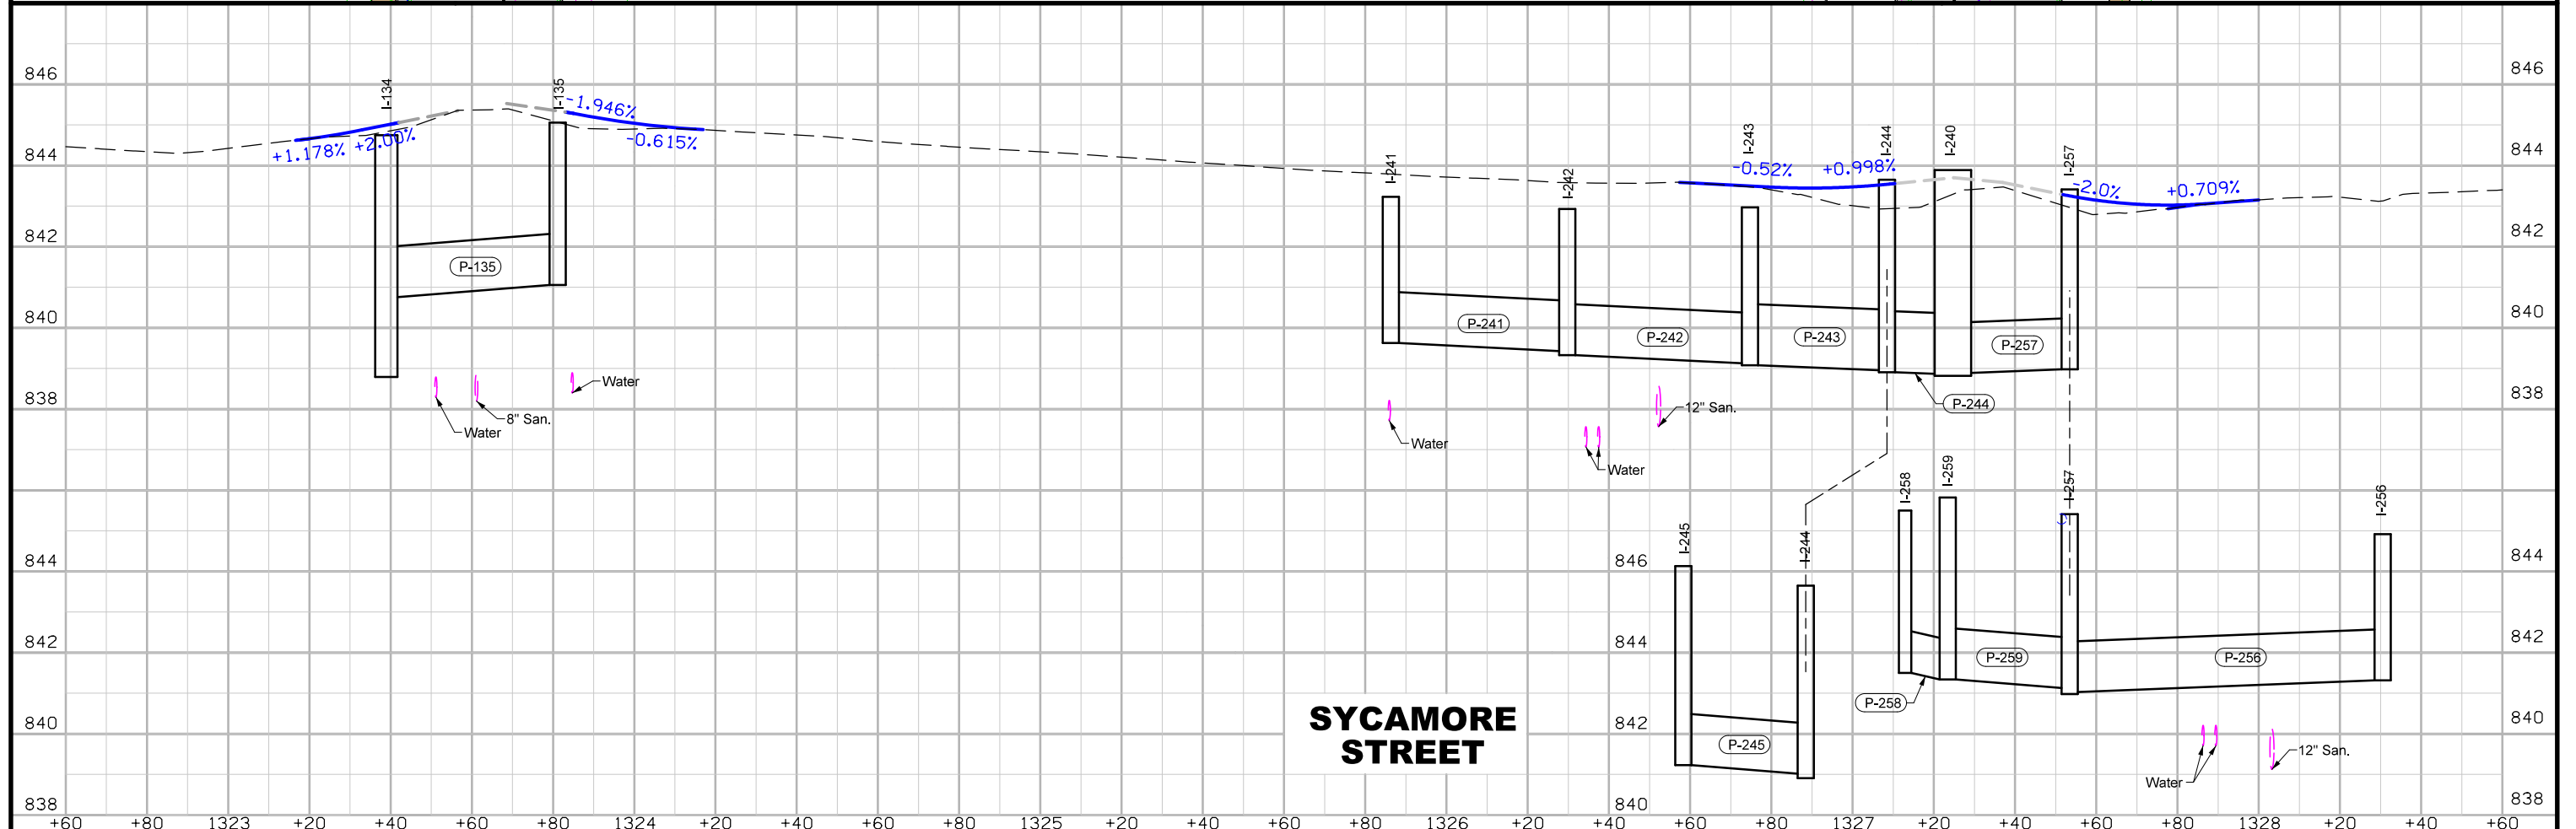 846
846
I-134
I-135
-1.946%
+1.178%
+2.00%
-0.615%
844
844
I-241
I-242
I-243
-0.52%
+0.998%
I-244
I-240
I-257
-2.0%
+0.709%
842
842
P-135
840
840
P-241
P-242
P-243
P-257
P-244
838
838
Water
8" San.
Water
Water
Water
12" San.
Water
I-245
I-244
I-258
I-259
I-257
I-256
844
846
844
842
844
842
P-259
P-256
P-258
840
842
840
P-245
SYCAMORE
STREET
12" San.
Water
838
840
838
+60 +80 1323 +20 +40 +60 +80 1324 +20 +40 +60 +80 1325 +20 +40 +60 +80 1326 +20 +40 +60 +80 1327 +20 +40 +60 +80 1328 +20 +40 +60